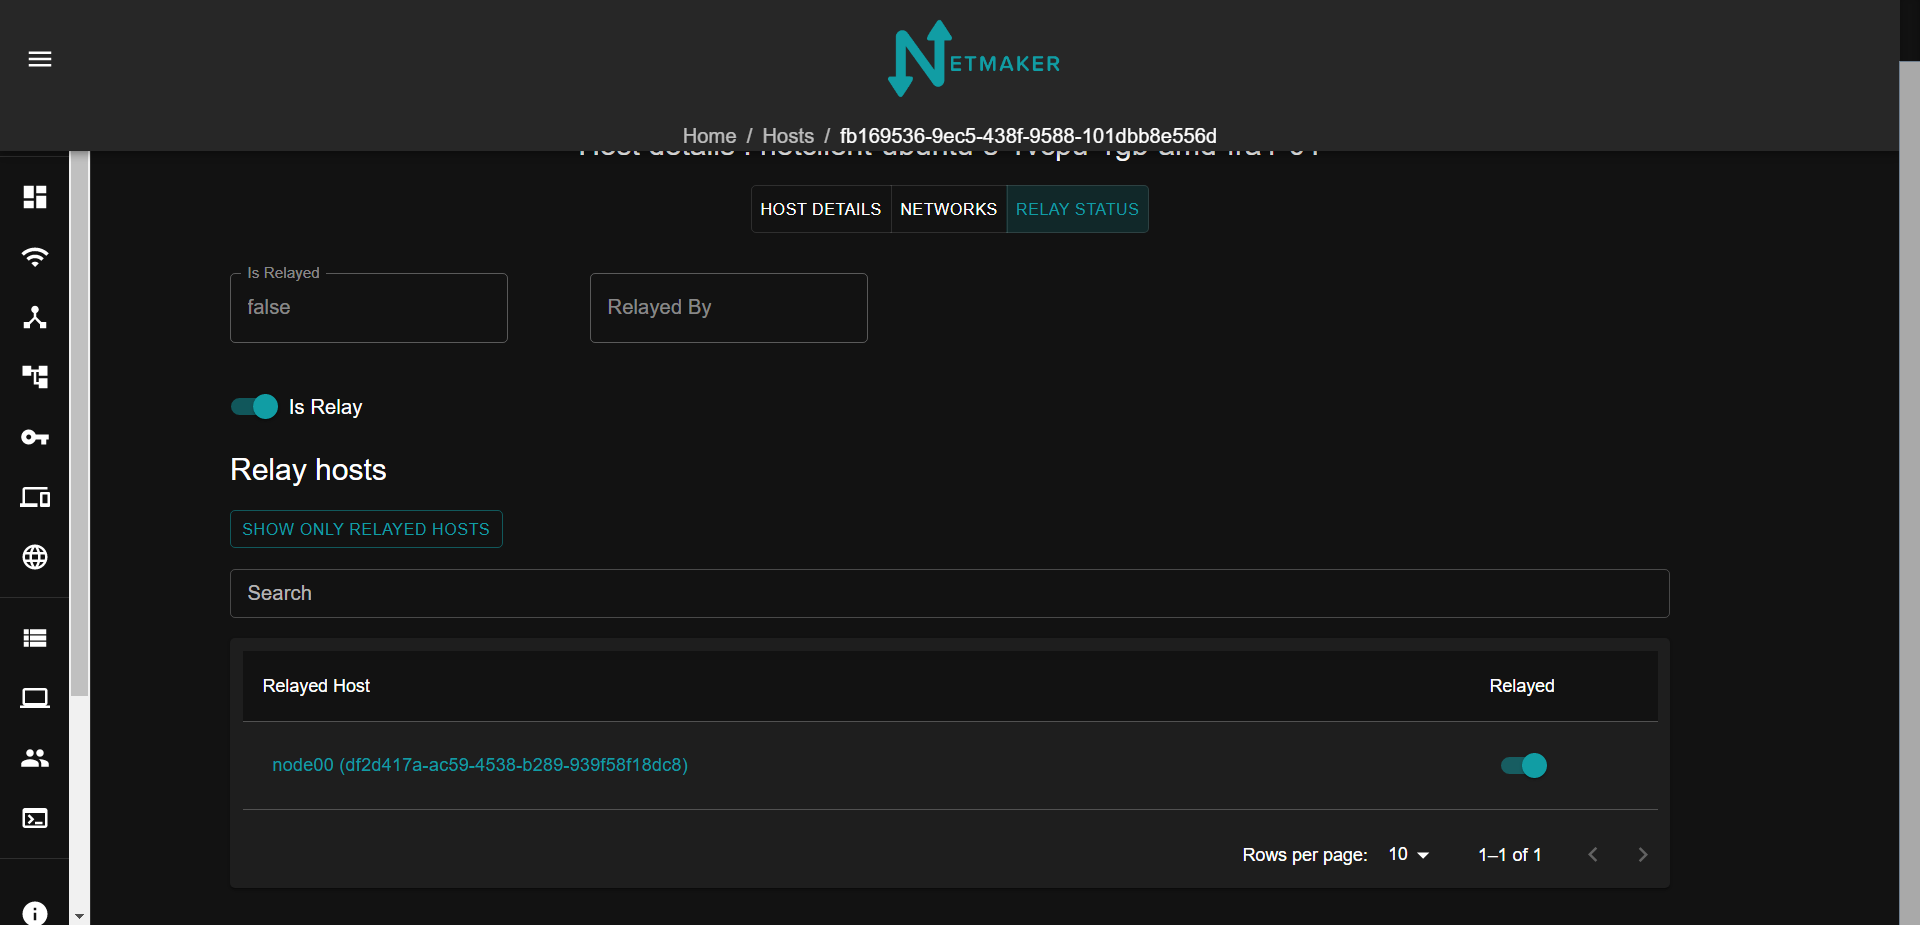 NETMAKER
Home / Hosts / fb169536-9ec5-438f-9588-101dbb8e556d
HOST DETAILS NETWORKS RELAY STATUS
Is Relayed
false
Relayed By
Is Relay
Relay hosts
SHOW ONLY RELAYED HOSTS
Search
Relayed Host Relayed
node00 (df2d417a-ac59-4538-b289-939f58f18dc8)
Rows per page: 10 1–1 of 1